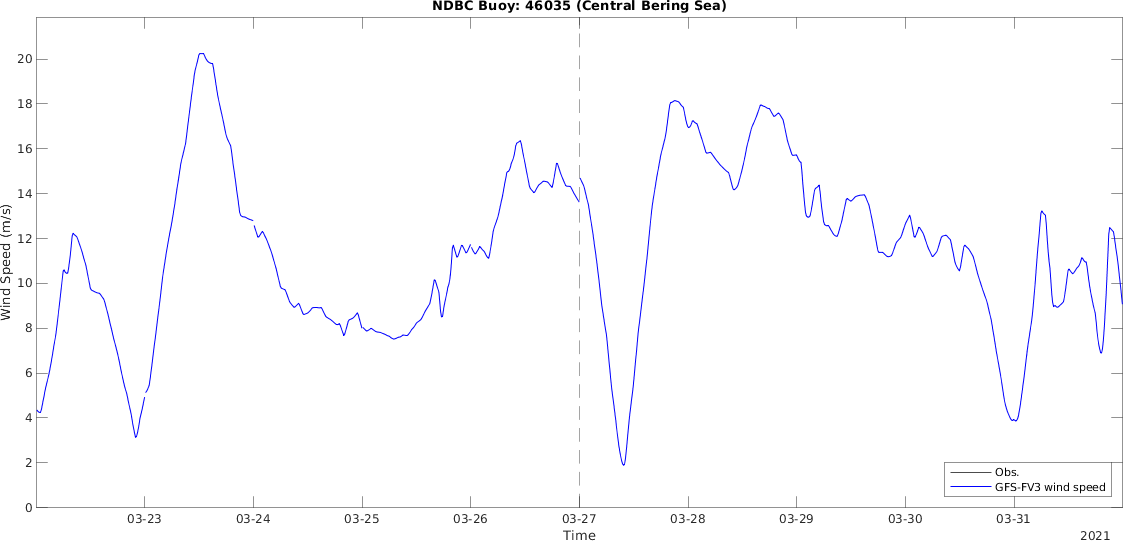 NDBC Buoy: 46035 (Central Bering Sea)
20
18
16
14
12
10
8
6
4
2
0
Wind Speed (m/s)
Obs.
GFS-FV3 wind speed
03-23 03-24 03-25 03-26 03-27 03-28 03-29 03-30 03-31
Time
2021